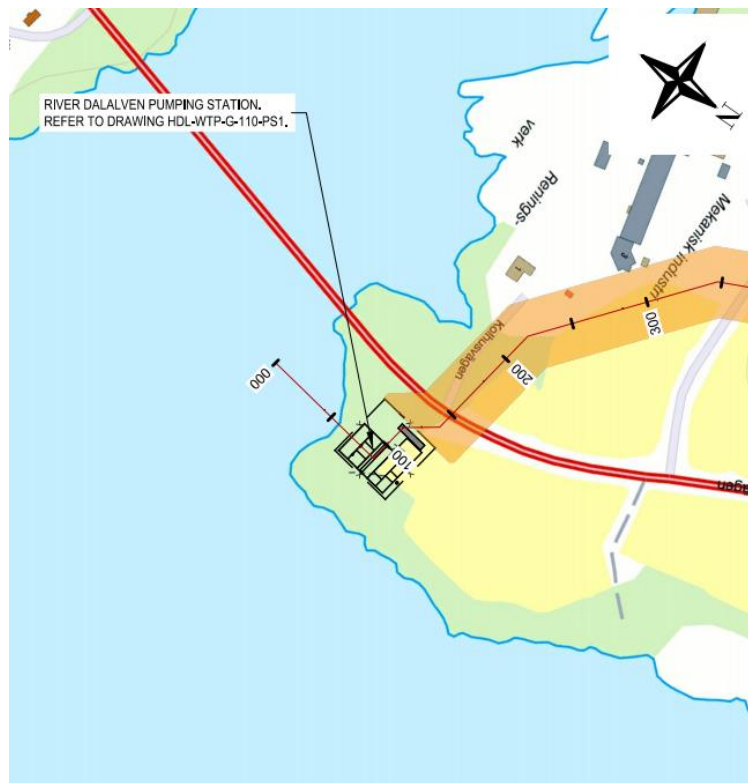 RIVER DALALVEN PUMPING STATION.
REFER TO DRAWING HDL-WTP-G-110-PS1.
N
Renings-
verk
Mekanisk industri
Kolhusvägen
000
100
200
300